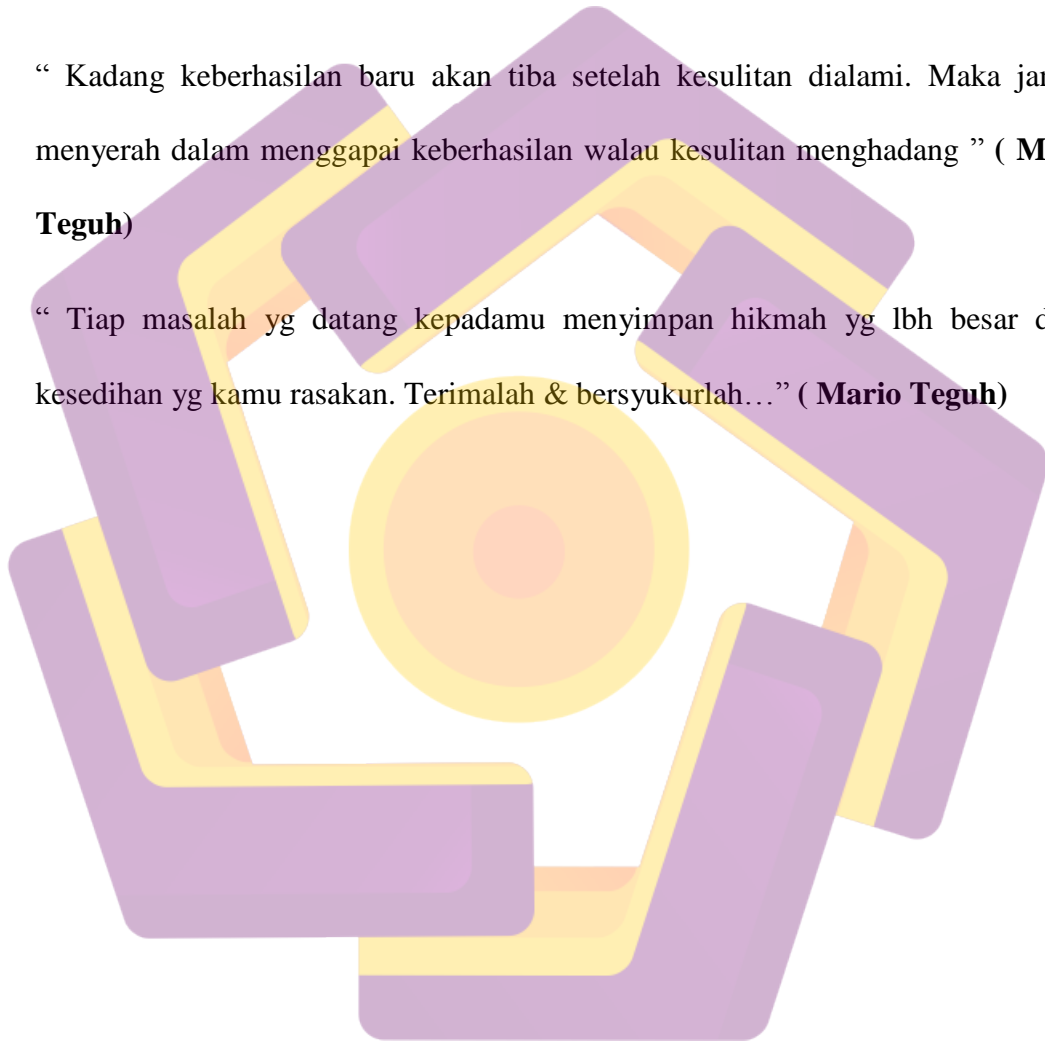 “ Kadang keberhasilan baru akan tiba setelah kesulitan dialami. Maka
menyerah dalam menggapai keberhasilan walau kesulitan menghadang ” (
Teguh)
“ Tiap masalah yg datang kepadamu menyimpan hikmah yg lbh besar
kesedihan yg kamu rasakan. Terimalah & bersyukurlah…” ( Mario Teguh)